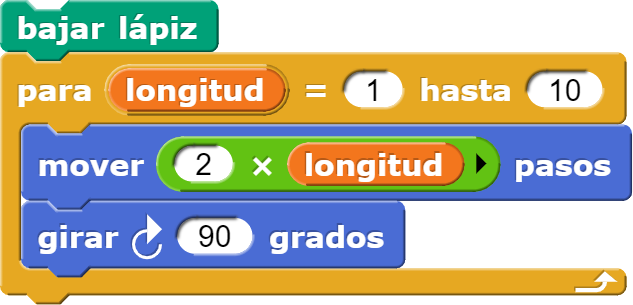 bajar lápiz
para longitud = 1 hasta 10
mover 2 × longitud pasos
girar 90 grados